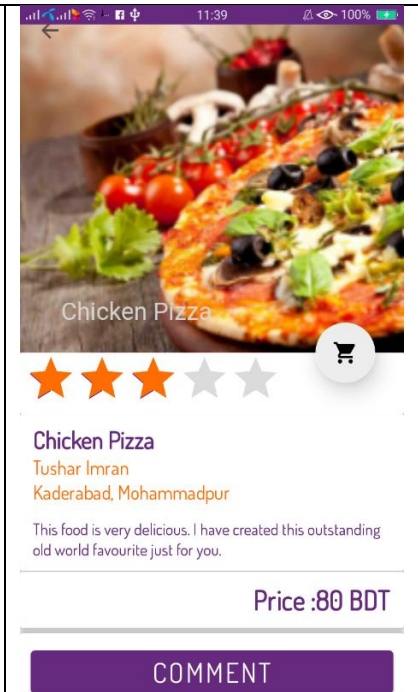 11:39
100%
Chicken Pizza
Chicken Pizza
Tushar Imran
Kaderabad, Mohammadpur
This food is very delicious. I have created this outstanding
old world favourite just for you.
Price :80 BDT
COMMENT